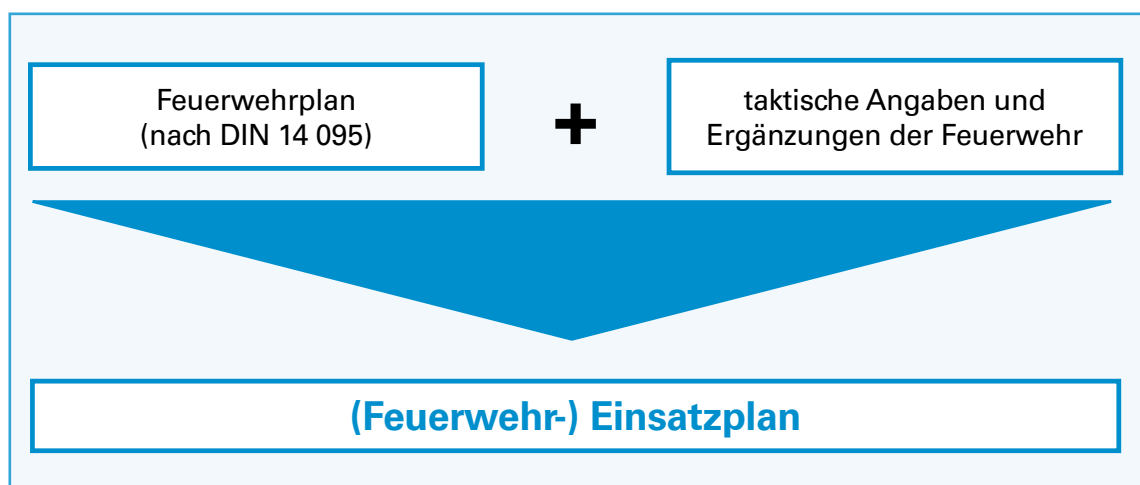 Feuerwehrplan
(nach DIN 14 095)
+
taktische Angaben und
Ergänzungen der Feuerwehr
(Feuerwehr-) Einsatzplan